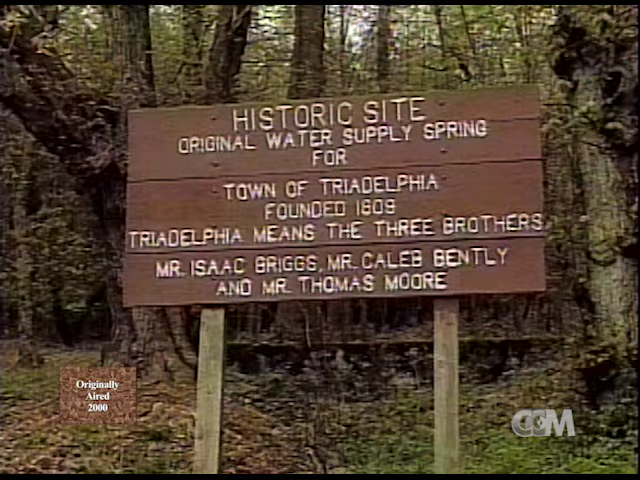 HISTORIC SITE
ORIGINAL WATER SUPPLY SPRING
FOR
TOWN OF TRIADELPHIA
FOUNDED 1809
TRIADELPHIA MEANS THE THREE BROTHERS
MR. ISAAC BRIGGS, MR. CALEB BENTLY
AND MR. THOMAS MOORE
Originally
Aired
2000
CCM